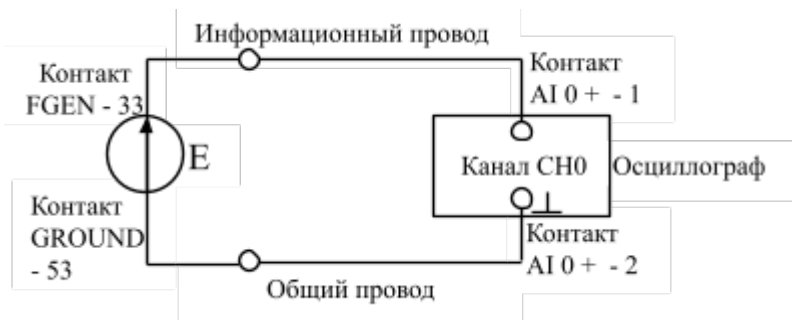 Информационный провод
Контакт
FGEN - 33
Контакт
AI 0 + - 1
E
Канал CH0
Осциллограф
Контакт
GROUND
- 53
Контакт
AI 0 + - 2
Общий провод